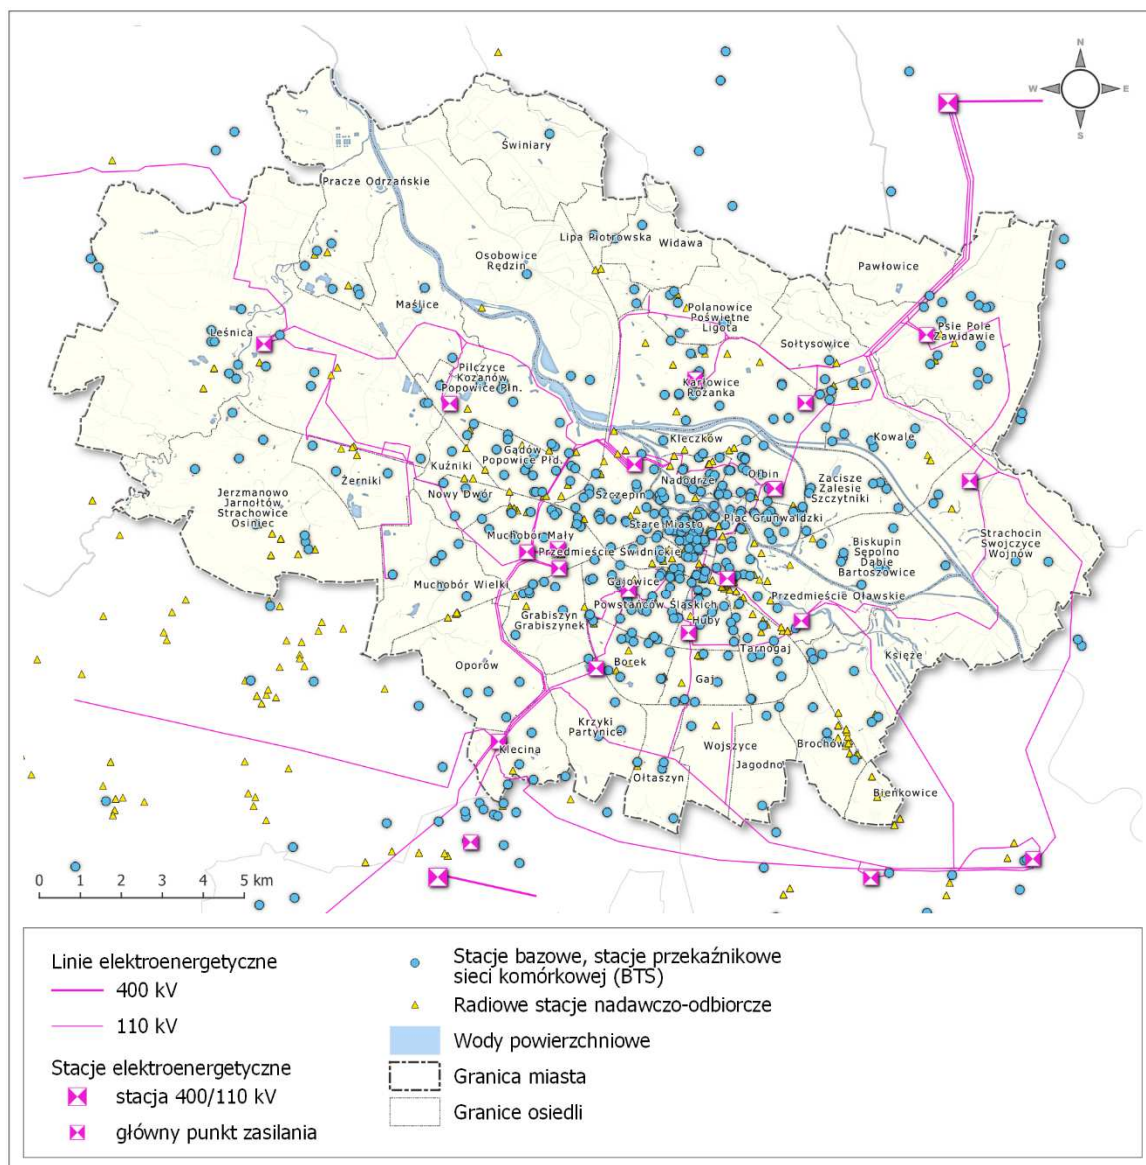 N
W E
S
Świniary
Pracze Odrzańskie
Lipa Piotrowska
Widawa
Osobowice
Rędzin
Pawłowice
Maślice
Polanowice
Poświętne
Ligota
Psie Pole
Zawidawie
Leśnica
Sołtysowice
Pilczyce
Kozanów
Popowice Płn.
Karłowice
Różanka
Kleczków
Kowale
Gądów
Popowice Płd.
Kuźniki
Ołbin
Żerniki
Nowy Dwór
Szczepin
Nadodrze
Zacisze
Zalesie
Szczytniki
Jerzmanowo
Jarnołtów
Strachowice
Osiniec
Stare Miasto
Plac Grunwaldzki
Muchobór Mały
Przedmieście Świdnickie
Biskupin
Sępolno
Dąbie
Bartoszowice
Strachocin
Swojczyce
Wojnów
Muchobór Wielki
Gajowice
Przedmieście Oławskie
Powstańców Śląskich
Grabiszyn
Grabiszynek
Huby
Tarnogaj
Księże
Oporów
Borek
Gaj
Krzyki
Partynice
Wojszyce
Brochów
Klecina
Jagodno
Ołtaszyn
Bieńkowice
0 1 2 3 4 5 km
Linie elektroenergetyczne
400 kV
110 kV
Stacje elektroenergetyczne
stacja 400/110 kV
główny punkt zasilania
Stacje bazowe, stacje przekaźnikowe
sieci komórkowej (BTS)
Radiowe stacje nadawczo-odbiorcze
Wody powierzchniowe
Granica miasta
Granice osiedli